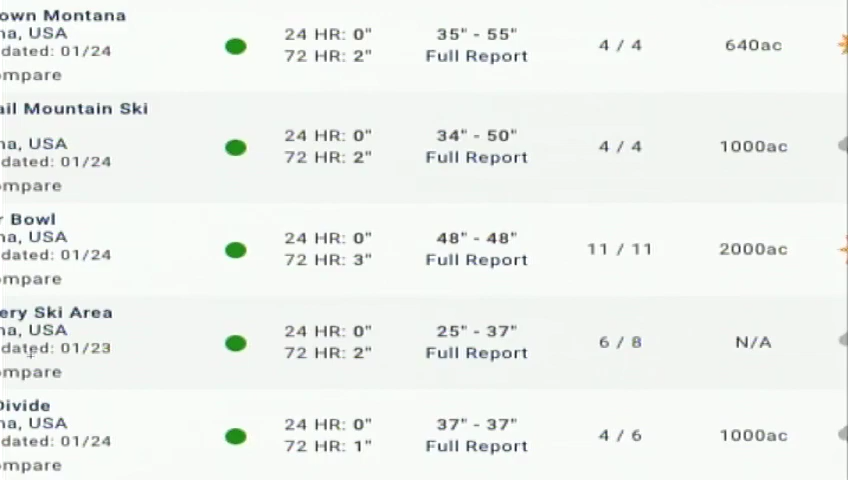 own Montana
na, USA
dated: 01/24
ompare
24 HR: 0"
72 HR: 2"
35" - 55"
Full Report
4 / 4
640ac
ail Mountain Ski
na, USA
dated: 01/24
ompare
24 HR: 0"
72 HR: 2"
34" - 50"
Full Report
4 / 4
1000ac
r Bowl
na, USA
dated: 01/24
ompare
24 HR: 0"
72 HR: 3"
48" - 48"
Full Report
11 / 11
2000ac
ery Ski Area
na, USA
dated: 01/23
ompare
24 HR: 0"
72 HR: 2"
25" - 37"
Full Report
6 / 8
N/A
Divide
na, USA
dated: 01/24
ompare
24 HR: 0"
72 HR: 1"
37" - 37"
Full Report
4 / 6
1000ac